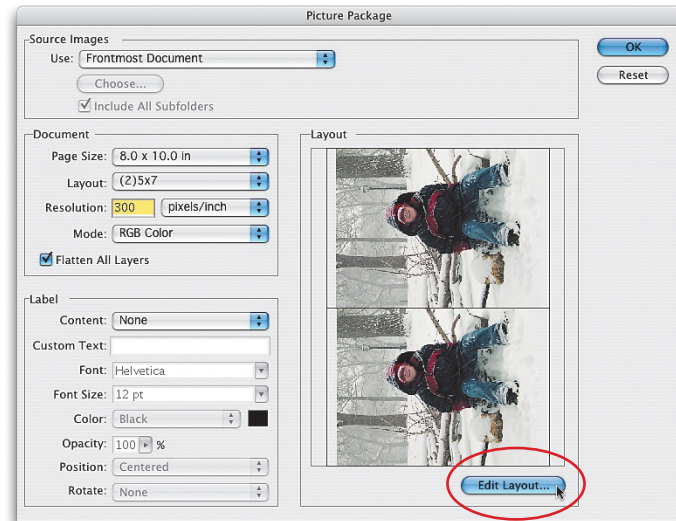 Picture Package
Source Images
Use: Frontmost Document
Choose...
Include All Subfolders
OK
Reset
Document
Page Size: 8.0 x 10.0 in
Layout: (2)5x7
Resolution: 300 pixels/inch
Mode: RGB Color
Flatten All Layers
Label
Content: None
Custom Text:
Font: Helvetica
Font Size: 12 pt
Color: Black
Opacity: 100 %
Position: Centered
Rotate: None
Layout
Edit Layout...